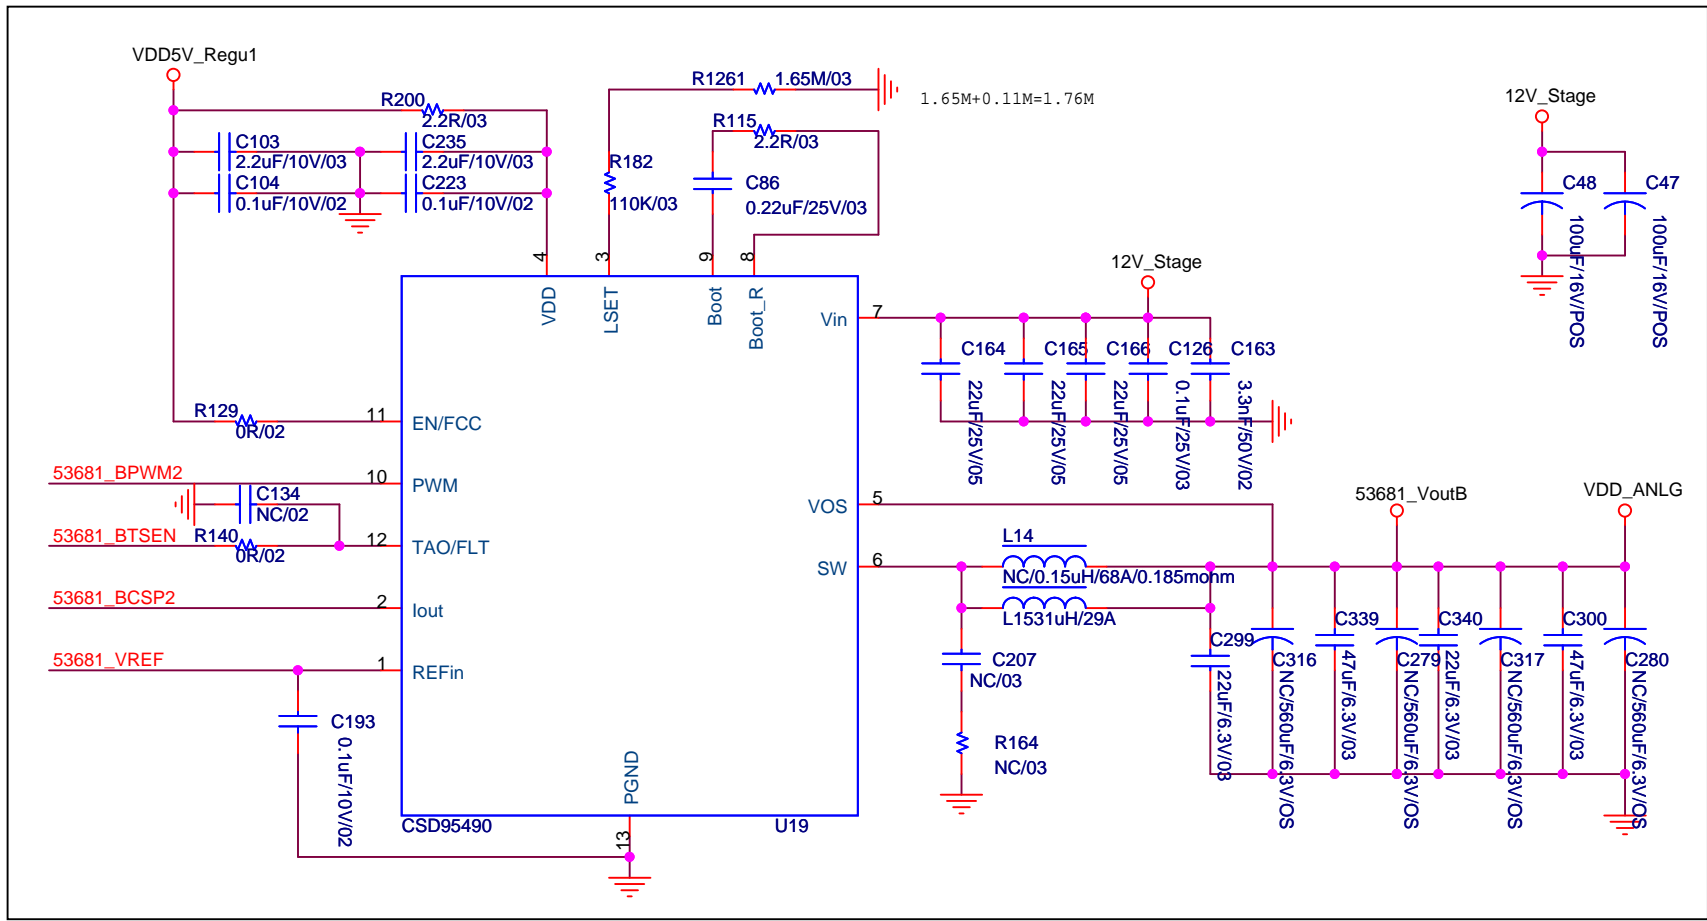 VDD5V_Regu1
R200
2.2R/03
C103
2.2uF/10V/03
C235
2.2uF/10V/03
C104
0.1uF/10V/02
C223
0.1uF/10V/02
R1261
1.65M/03
1.65M+0.11M=1.76M
R115
2.2R/03
R182
110K/03
C86
0.22uF/25V/03
12V_Stage
C48
100uF/16V/POS
C47
100uF/16V/POS
4
3
9
8
VDD
LSET
Boot
Boot_R
12V_Stage
Vin
7
C164
22uF/25V/05
C165
22uF/25V/05
C166
22uF/25V/05
C126
0.1uF/25V/03
C163
3.3nF/50V/02
R129
0R/02
11
EN/FCC
53681_BPWM2
10
PWM
C134
NC/02
53681_BTSEN
R140
0R/02
12
TAO/FLT
53681_BCSP2
2
Iout
53681_VREF
1
REFin
C193
0.1uF/10V/02
VOS
5
SW
6
53681_VoutB
VDD_ANLG
L14
NC/0.15uH/68A/0.185mohm
L1531uH/29A
C207
NC/03
R164
NC/03
C299
22uF/6.3V/03
C316
NC/560uF/6.3V/OS
C339
47uF/6.3V/03
C279
NC/560uF/6.3V/OS
C340
22uF/6.3V/03
C317
NC/560uF/6.3V/OS
C300
47uF/6.3V/03
C280
NC/560uF/6.3V/OS
PGND
13
CSD95490
U19